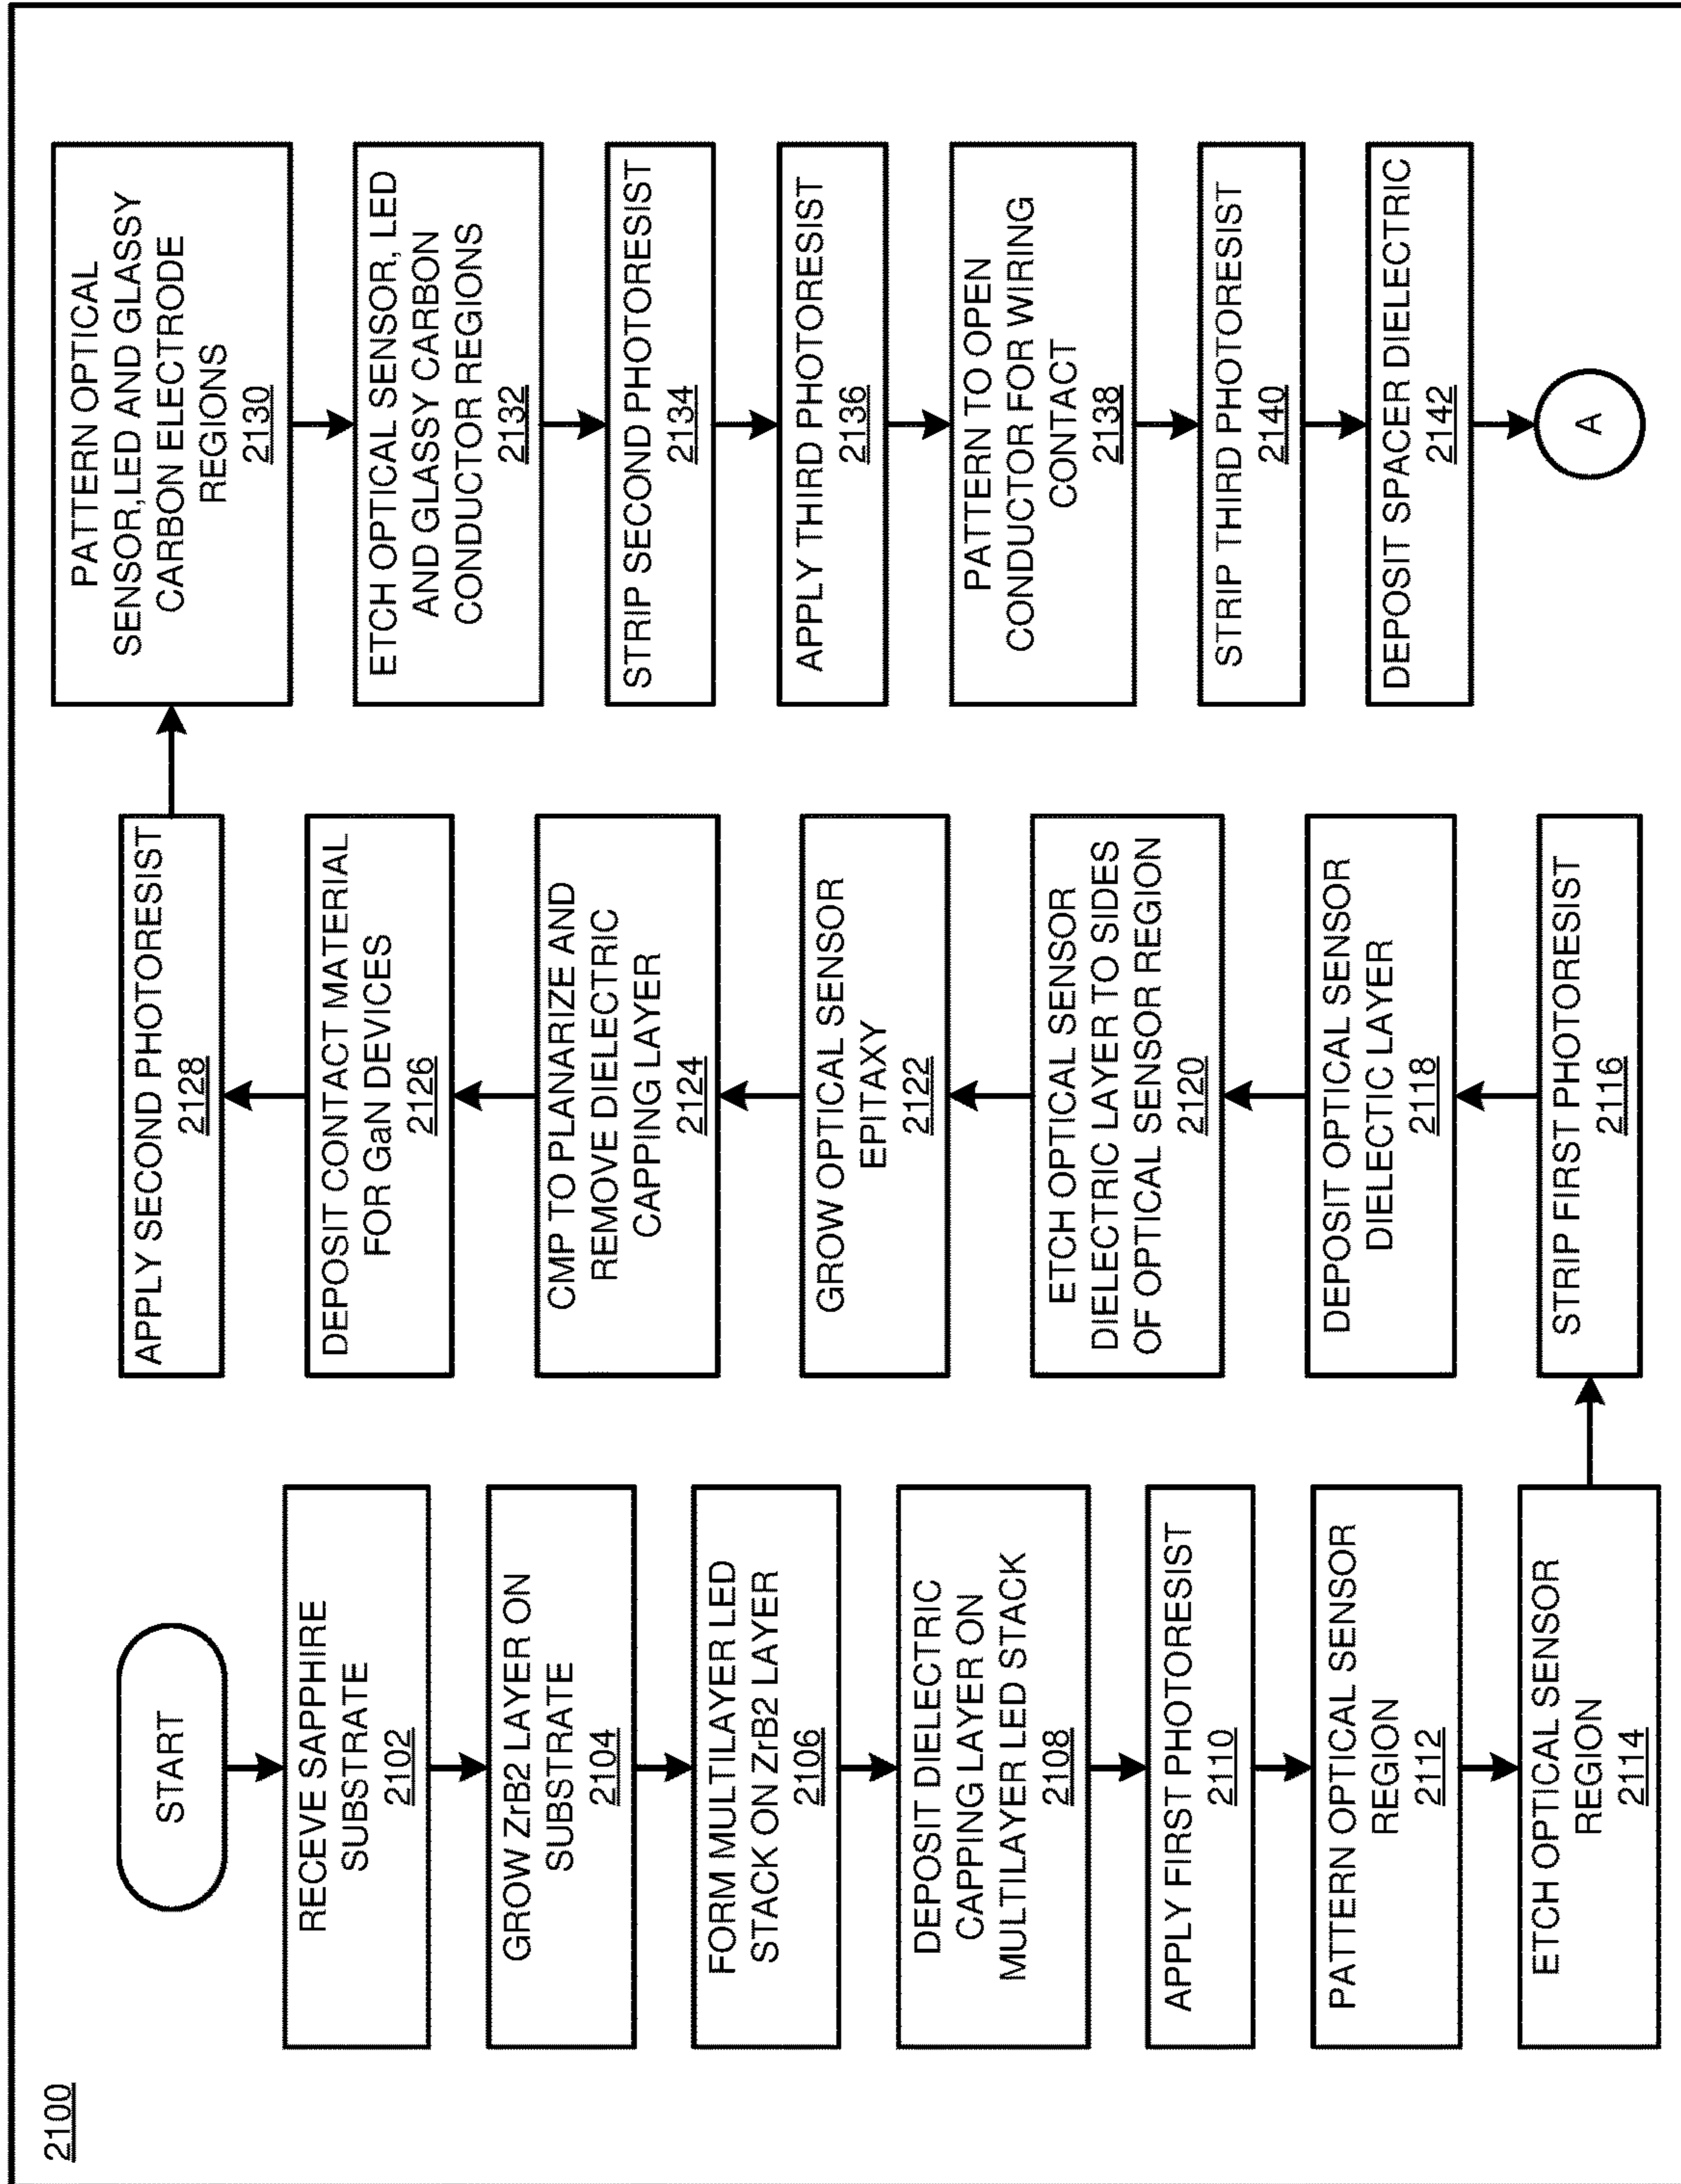 2100
START
RECEVE SAPPHIRE
SUBSTRATE
2102
GROW ZrB2 LAYER ON
SUBSTRATE
2104
FORM MULTILAYER LED
STACK ON ZrB2 LAYER
2106
DEPOSIT DIELECTRIC
CAPPING LAYER ON
MULTILAYER LED STACK
2108
APPLY FIRST PHOTORESIST
2110
PATTERN OPTICAL SENSOR
REGION
2112
ETCH OPTICAL SENSOR
REGION
2114
STRIP FIRST PHOTORESIST
2116
DEPOSIT OPTICAL SENSOR
DIELECTIC LAYER
2118
ETCH OPTICAL SENSOR
DIELECTRIC LAYER TO SIDES
OF OPTICAL SENSOR REGION
2120
GROW OPTICAL SENSOR
EPITAXY
2122
CMP TO PLANARIZE AND
REMOVE DIELECTRIC
CAPPING LAYER
2124
DEPOSIT CONTACT MATERIAL
FOR GaN DEVICES
2126
APPLY SECOND PHOTORESIST
2128
PATTERN OPTICAL
SENSOR,LED AND GLASSY
CARBON ELECTRODE
REGIONS
2130
ETCH OPTICAL SENSOR, LED
AND GLASSY CARBON
CONDUCTOR REGIONS
2132
STRIP SECOND PHOTORESIST
2134
APPLY THIRD PHOTORESIST
2136
PATTERN TO OPEN
CONDUCTOR FOR WIRING
CONTACT
2138
STRIP THIRD PHOTORESIST
2140
DEPOSIT SPACER DIELECTRIC
2142
A